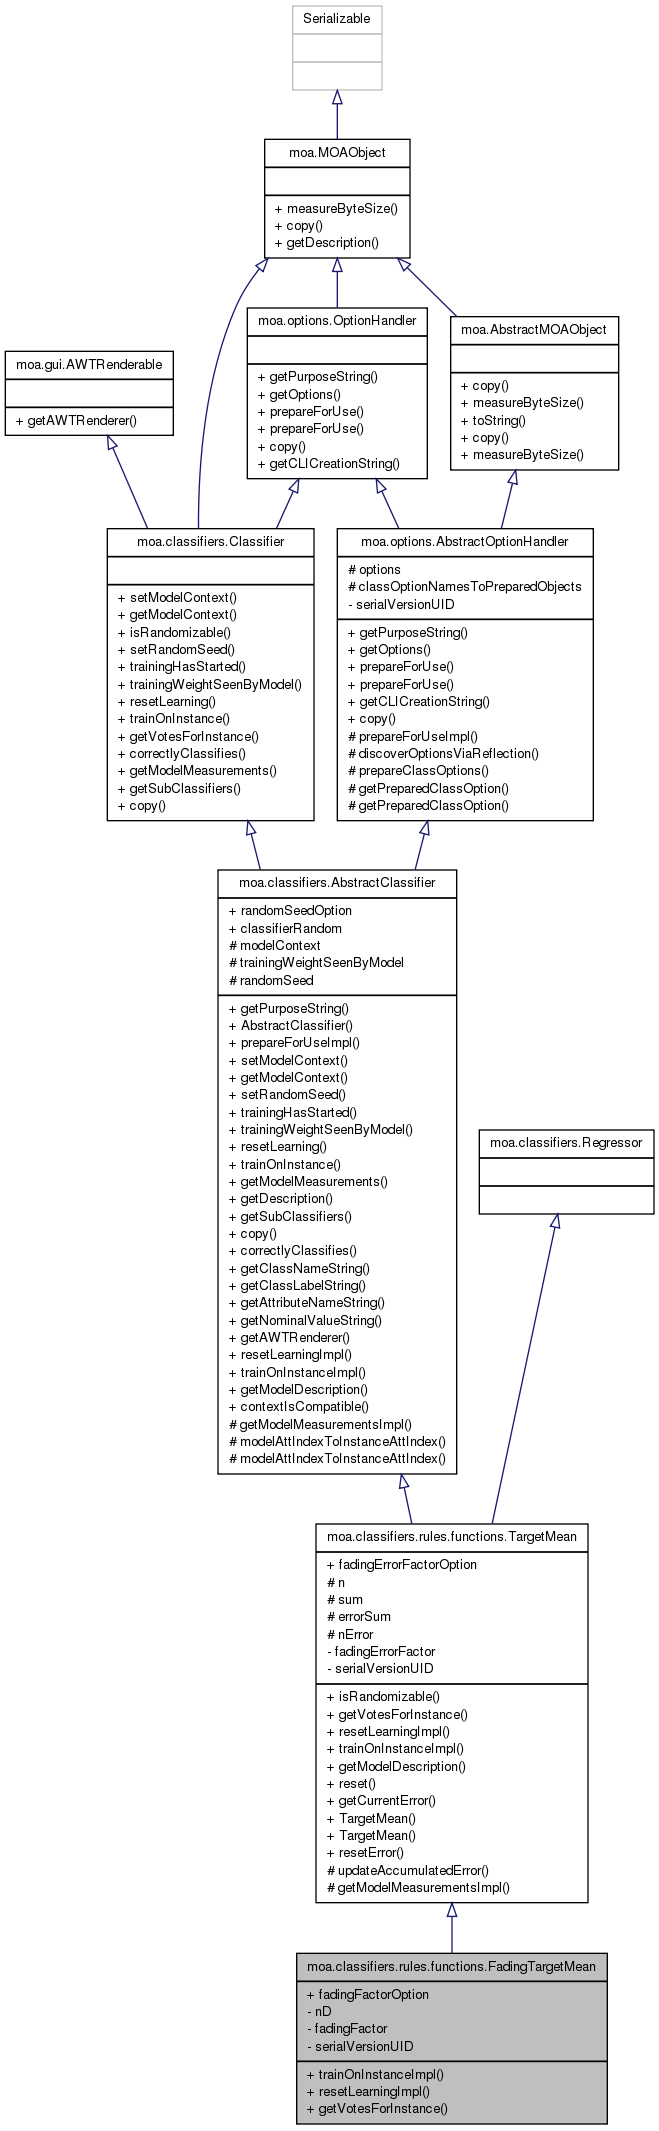 Serializable
moa.MOAObject
+ measureByteSize()
+ copy()
+ getDescription()
moa.options.OptionHandler
+ getPurposeString()
+ getOptions()
+ prepareForUse()
+ prepareForUse()
+ copy()
+ getCLICreationString()
moa.AbstractMOAObject
+ copy()
+ measureByteSize()
+ toString()
+ copy()
+ measureByteSize()
moa.gui.AWTRenderable
+ getAWTRenderer()
moa.classifiers.Classifier
+ setModelContext()
+ getModelContext()
+ isRandomizable()
+ setRandomSeed()
+ trainingHasStarted()
+ trainingWeightSeenByModel()
+ resetLearning()
+ trainOnInstance()
+ getVotesForInstance()
+ correctlyClassifies()
+ getModelMeasurements()
+ getSubClassifiers()
+ copy()
moa.options.AbstractOptionHandler
# options
# classOptionNamesToPreparedObjects
- serialVersionUID
+ getPurposeString()
+ getOptions()
+ prepareForUse()
+ prepareForUse()
+ getCLICreationString()
+ copy()
# prepareForUseImpl()
# discoverOptionsViaReflection()
# prepareClassOptions()
# getPreparedClassOption()
# getPreparedClassOption()
moa.classifiers.AbstractClassifier
+ randomSeedOption
+ classifierRandom
# modelContext
# trainingWeightSeenByModel
# randomSeed
+ getPurposeString()
+ AbstractClassifier()
+ prepareForUseImpl()
+ setModelContext()
+ getModelContext()
+ setRandomSeed()
+ trainingHasStarted()
+ trainingWeightSeenByModel()
+ resetLearning()
+ trainOnInstance()
+ getModelMeasurements()
+ getDescription()
+ getSubClassifiers()
+ copy()
+ correctlyClassifies()
+ getClassNameString()
+ getClassLabelString()
+ getAttributeNameString()
+ getNominalValueString()
+ getAWTRenderer()
+ resetLearningImpl()
+ trainOnInstanceImpl()
+ getModelDescription()
+ contextIsCompatible()
# getModelMeasurementsImpl()
# modelAttIndexToInstanceAttIndex()
# modelAttIndexToInstanceAttIndex()
moa.classifiers.Regressor
moa.classifiers.rules.functions.TargetMean
+ fadingErrorFactorOption
# n
# sum
# errorSum
# nError
- fadingErrorFactor
- serialVersionUID
+ isRandomizable()
+ getVotesForInstance()
+ resetLearningImpl()
+ trainOnInstanceImpl()
+ getModelDescription()
+ reset()
+ getCurrentError()
+ TargetMean()
+ TargetMean()
+ resetError()
# updateAccumulatedError()
# getModelMeasurementsImpl()
moa.classifiers.rules.functions.FadingTargetMean
+ fadingFactorOption
- nD
- fadingFactor
- serialVersionUID
+ trainOnInstanceImpl()
+ resetLearningImpl()
+ getVotesForInstance()